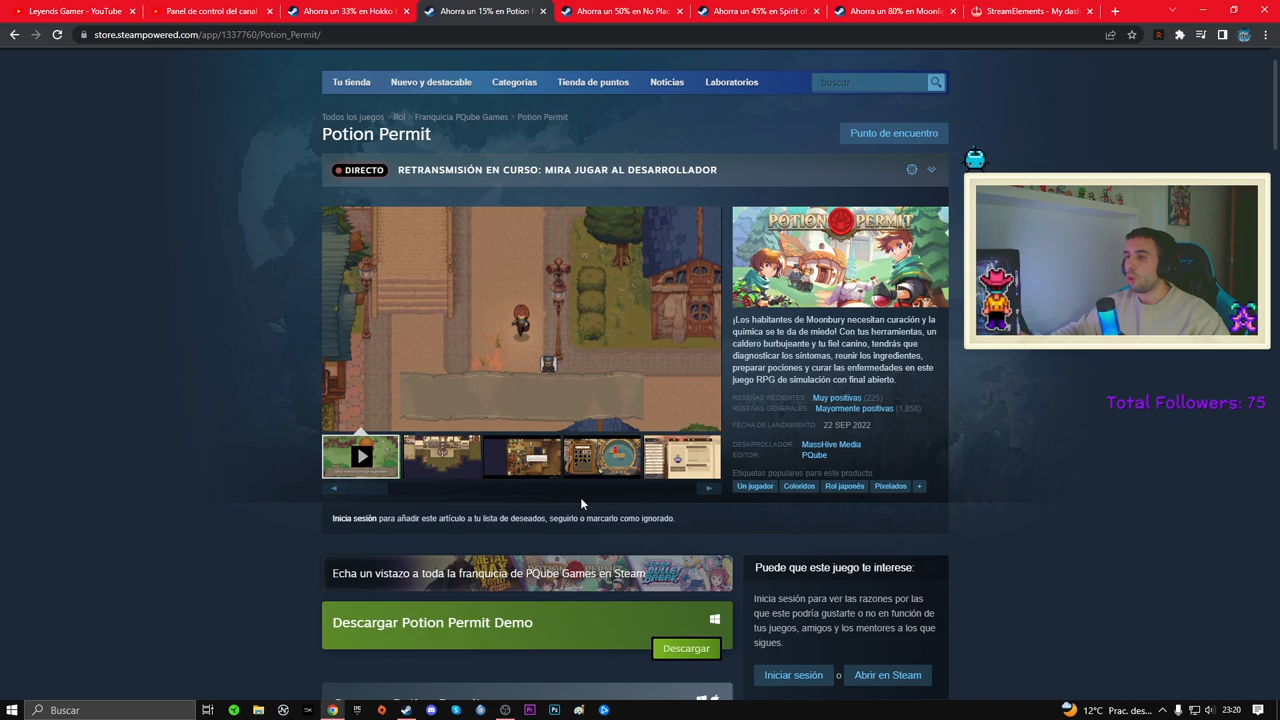 Leyends Gamer - YouTube
Panel de control del canal
Ahorra un 33% en Hokko
Ahorra un 15% en Potion
Ahorra un 50% en No Pla
Ahorra un 45% en Spirit o
Ahorra un 80% en Moonli
StreamElements - My das
store.steampowered.com/app/1337760/Potion_Permit/
Tu tienda
Nuevo y destacable
Categorías
Tienda de puntos
Noticias
Laboratorios
buscar
Todos los juegos > Rol > Franquicia PQube Games > Potion Permit
Potion Permit
Punto de encuentro
DIRECTO
RETRANSMISIÓN EN CURSO: MIRA JUGAR AL DESARROLLADOR
POTION PERMIT
¡Los habitantes de Moonbury necesitan curación y la
química se te da de miedo! Con tus herramientas, un
caldero burbujeante y tu fiel canino, tendrás que
diagnosticar los síntomas, reunir los ingredientes,
preparar pociones y curar las enfermedades en este
juego RPG de simulación con final abierto.
RESEÑAS RECIENTES: Muy positivas (225)
RESEÑAS GENERALES: Mayormente positivas (1,858)
FECHA DE LANZAMIENTO: 22 SEP 2022
DESARROLLADOR: MassHive Media
EDITOR: PQube
Etiquetas populares para este producto:
Un jugador
Coloridos
Rol japonés
Pixelados
+
Total Followers: 75
Inicia sesión para añadir este artículo a tu lista de deseados, seguirlo o marcarlo como ignorado.
Echa un vistazo a toda la franquicia de PQube Games en Steam
Descargar Potion Permit Demo
Descargar
Puede que este juego te interese:
Inicia sesión para ver las razones por las
que este podría gustarte o no en función de
tus juegos, amigos y los mentores a los que
sigues.
Iniciar sesión o Abrir en Steam
Buscar
12°C Prac. des...
23:20